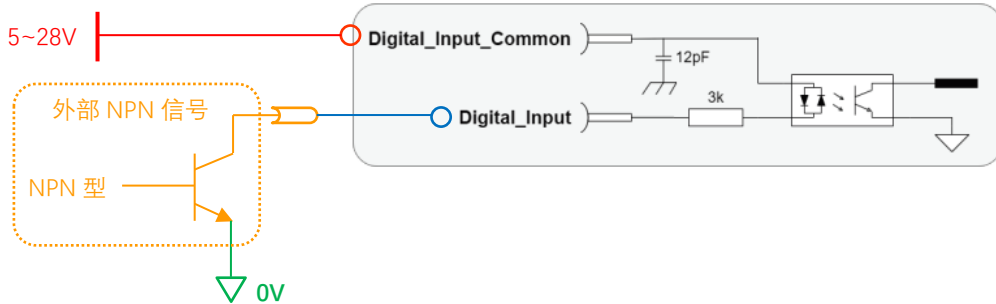 5~28V
Digital_Input_Common
12pF
外部 NPN 信号
3k
Digital_Input
NPN 型
0V